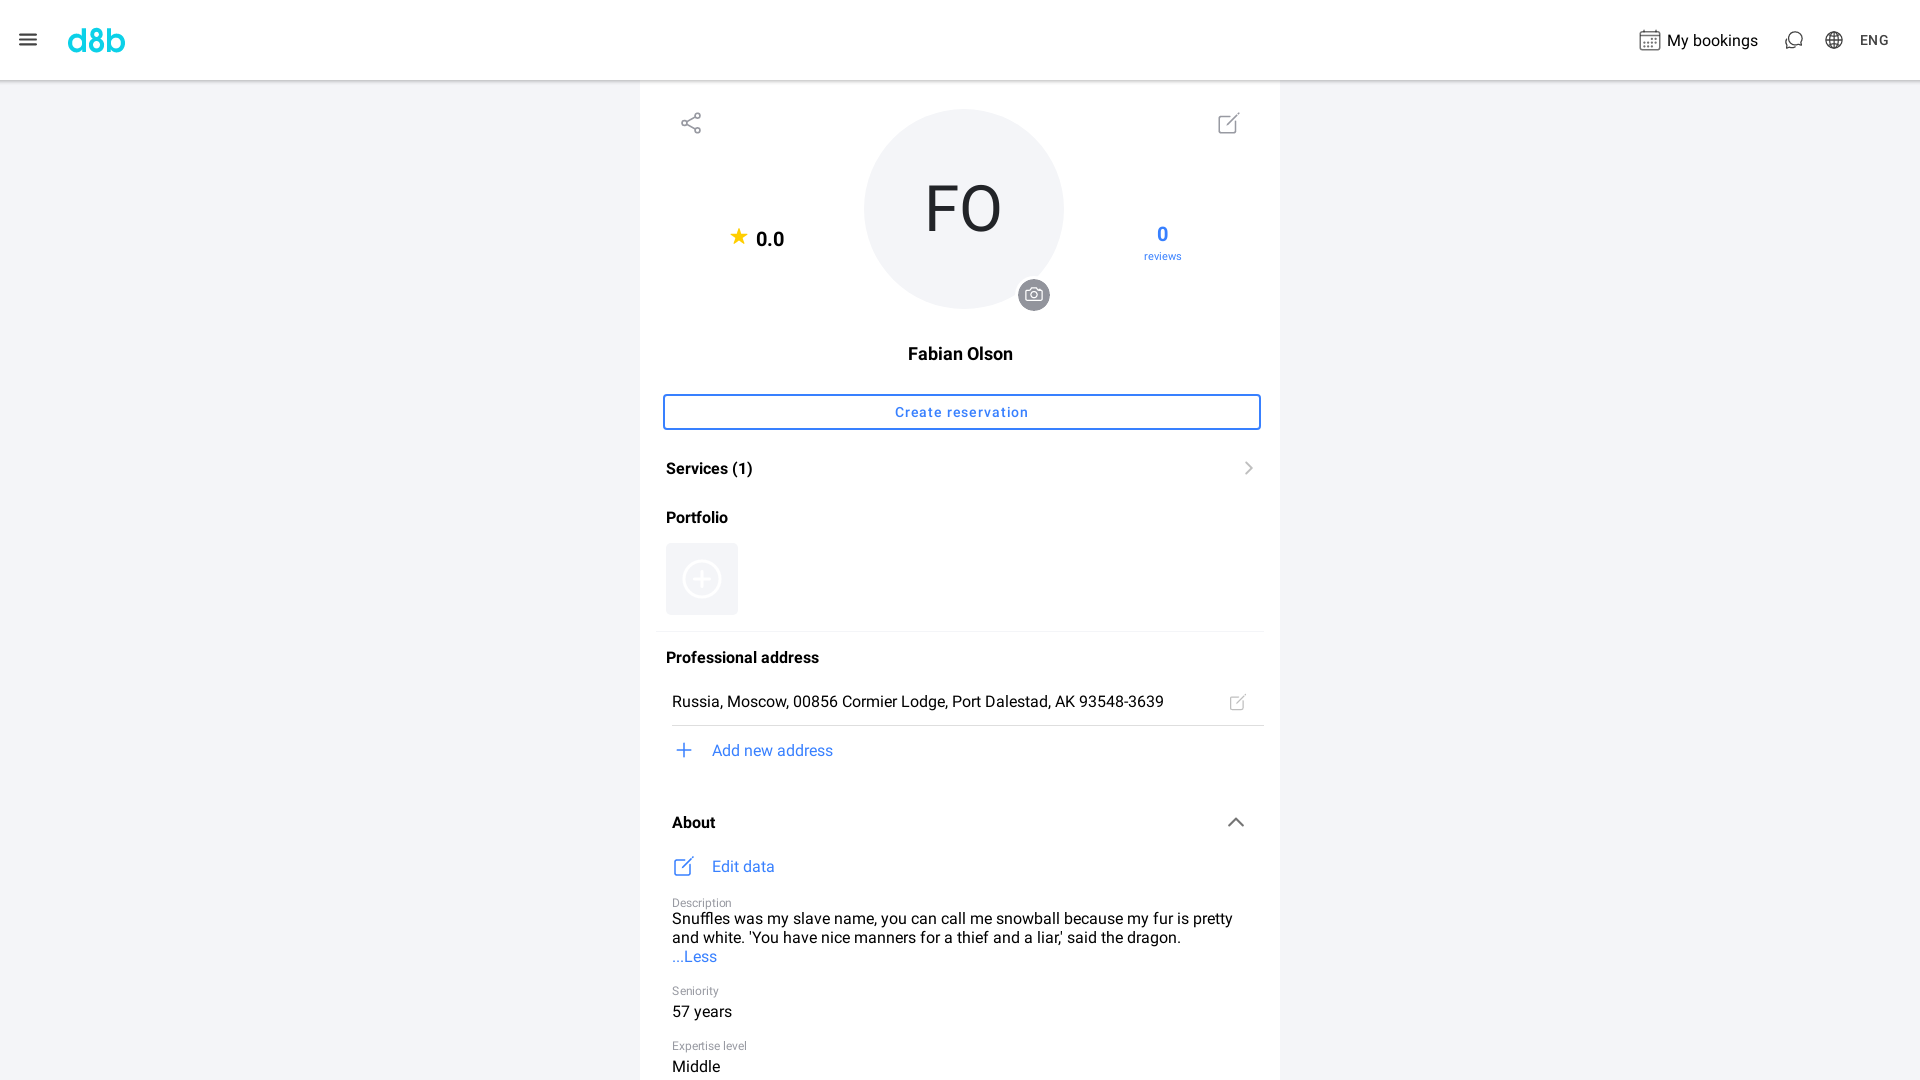 d8b
My bookings
ENG
FO
0.0
0
reviews
Fabian Olson
Create reservation
Services (1)
Portfolio
Professional address
Russia, Moscow, 00856 Cormier Lodge, Port Dalestad, AK 93548-3639
Add new address
About
Edit data
Description
Snuffles was my slave name, you can call me snowball because my fur is pretty
and white. 'You have nice manners for a thief and a liar,' said the dragon.
...Less
Seniority
57 years
Expertise level
Middle